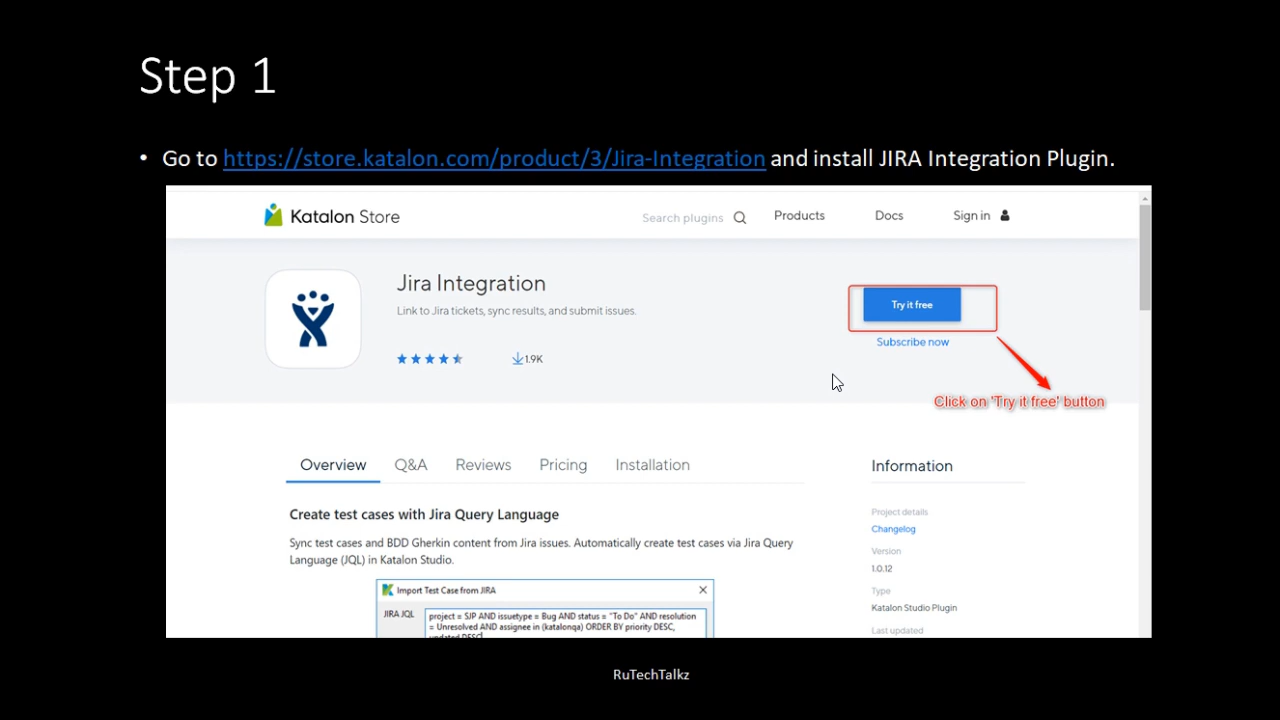 Step 1
• Go to https://store.katalon.com/product/3/Jira-Integration and install JIRA Integration Plugin.
Katalon Store
Search plugins
Products
Docs
Sign in
Jira Integration
Link to Jira tickets, sync results, and submit issues.
1.9K
Try it free
Subscribe now
Click on 'Try it free' button
Overview
Q&A
Reviews
Pricing
Installation
Information
Create test cases with Jira Query Language
Sync test cases and BDD Gherkin content from Jira issues. Automatically create test cases via Jira Query
Language (JQL) in Katalon Studio.
Project details
Changelog
Version
1.0.12
Type
Katalon Studio Plugin
Last updated
Import Test Case from JIRA
JIRA JQL
project = SJP AND issuetype = Bug AND status = "To Do" AND resolution
= Unresolved AND assignee in (katalonqa) ORDER BY priority DESC,
updated DESC
RuTechTalkz